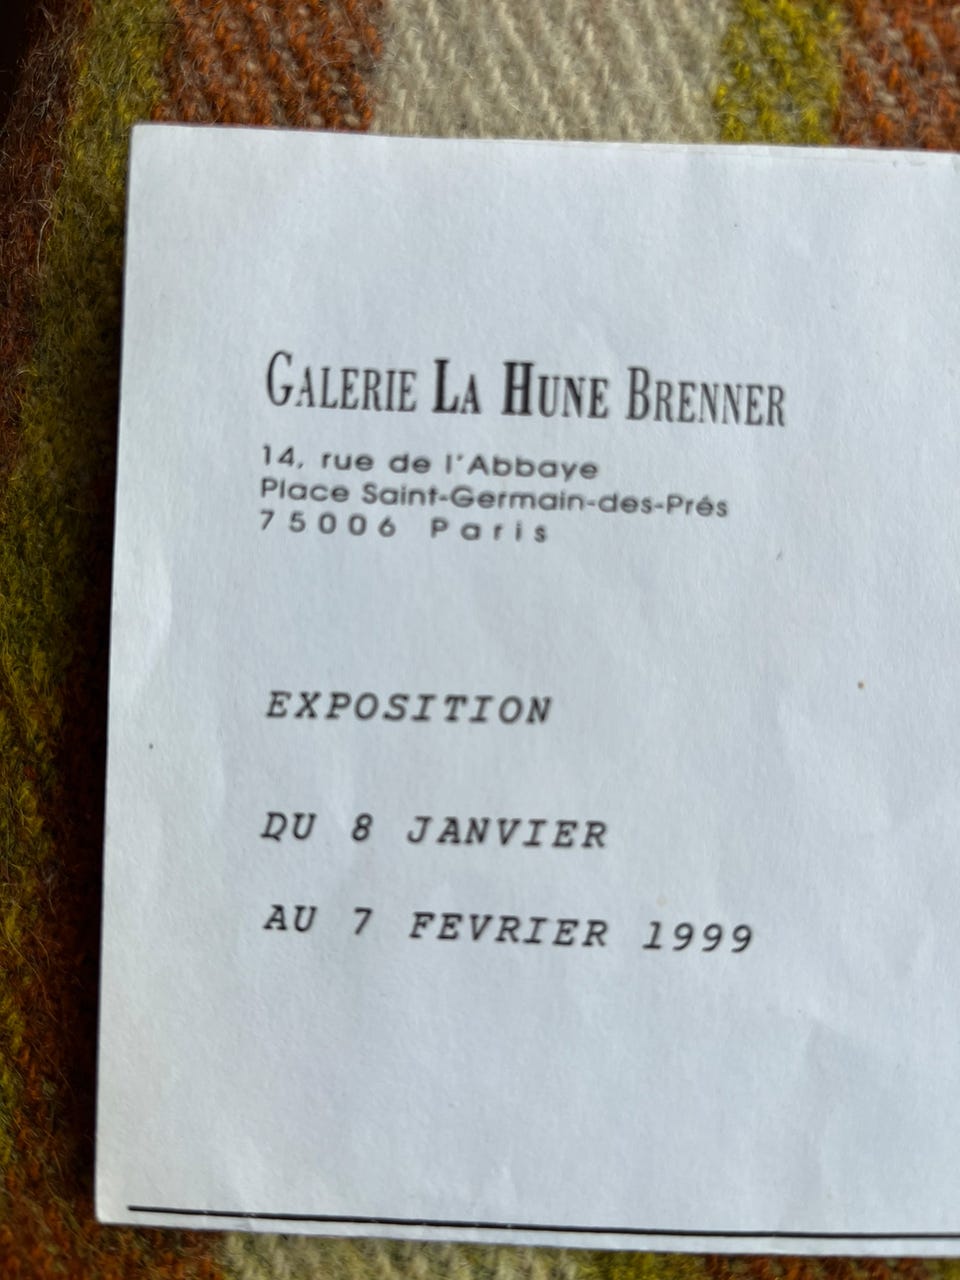 GALERIE LA HUNE BRENNER
14, rue de l'Abbaye
Place Saint-Germain-des-Prés
75006 Paris
EXPOSITION
DU 8 JANVIER
AU 7 FEVRIER 1999